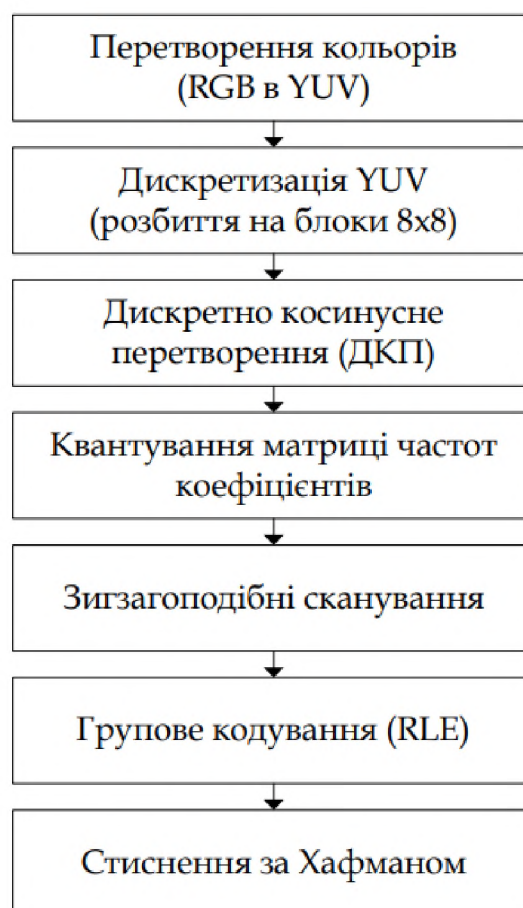 Перетворення кольорів
(RGB в YUV)
Дискретизація YUV
(розбиття на блоки 8x8)
Дискретно косинусне
перетворення (ДКП)
Квантування матриці частот
коефіцієнтів
Зигзагоподібні сканування
Групове кодування (RLE)
Стиснення за Хафманом